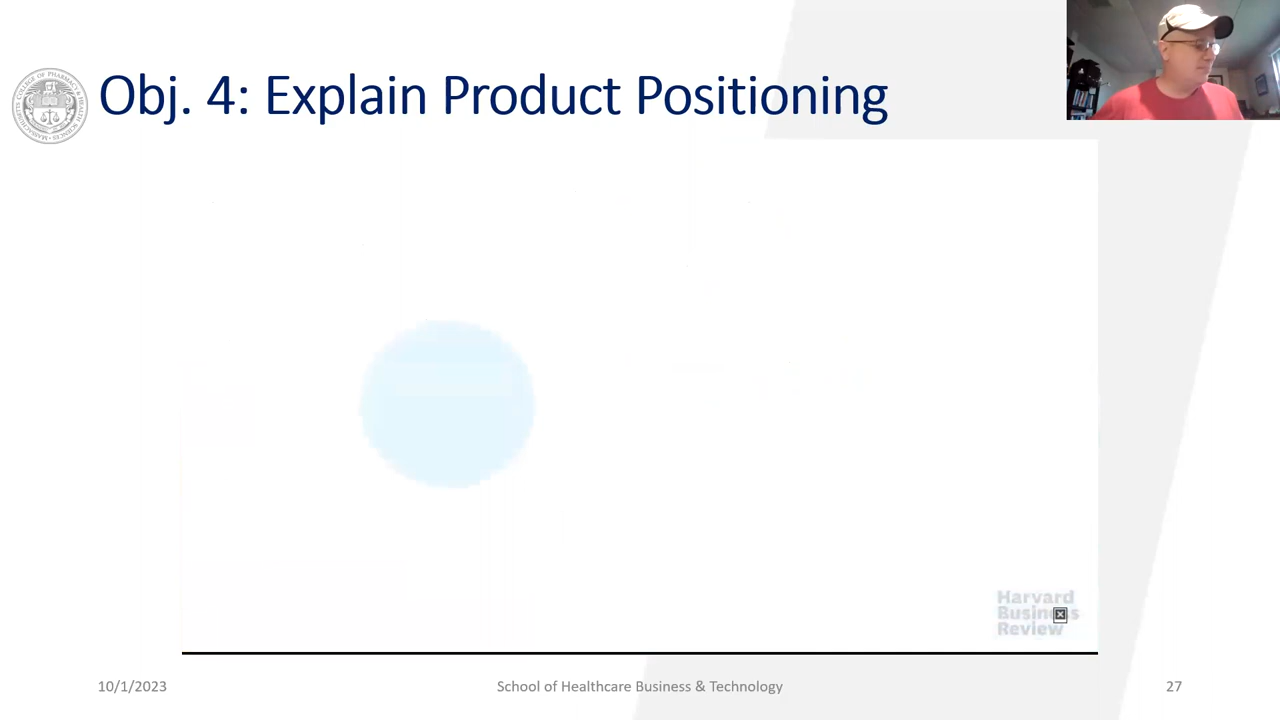 Obj. 4: Explain Product Positioning
Harvard
Business
Review
10/1/2023
School of Healthcare Business & Technology
27